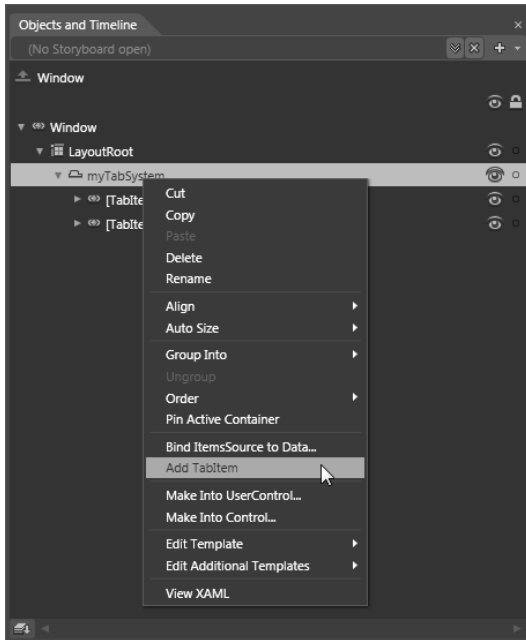 Objects and Timeline
(No Storyboard open)
Window
Window
LayoutRoot
myTabSystem
[TabIte
[TabIte
Cut
Copy
Paste
Delete
Rename
Align
Auto Size
Group Into
Ungroup
Order
Pin Active Container
Bind ItemsSource to Data...
Add TabItem
Make Into UserControl...
Make Into Control...
Edit Template
Edit Additional Templates
View XAML